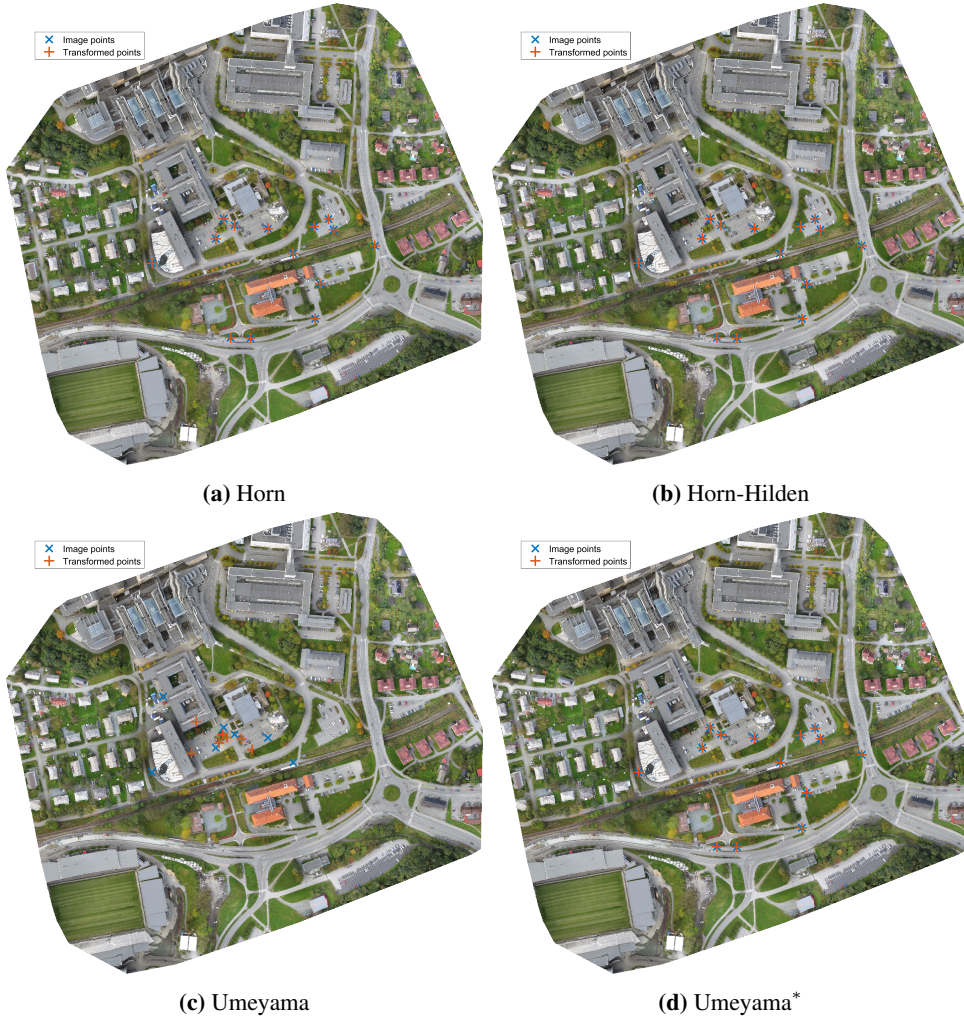 Image points
Transformed points
Image points
Transformed points
(a) Horn
(b) Horn-Hilden
Image points
Transformed points
Image points
Transformed points
(c) Umeyama
(d) Umeyama*